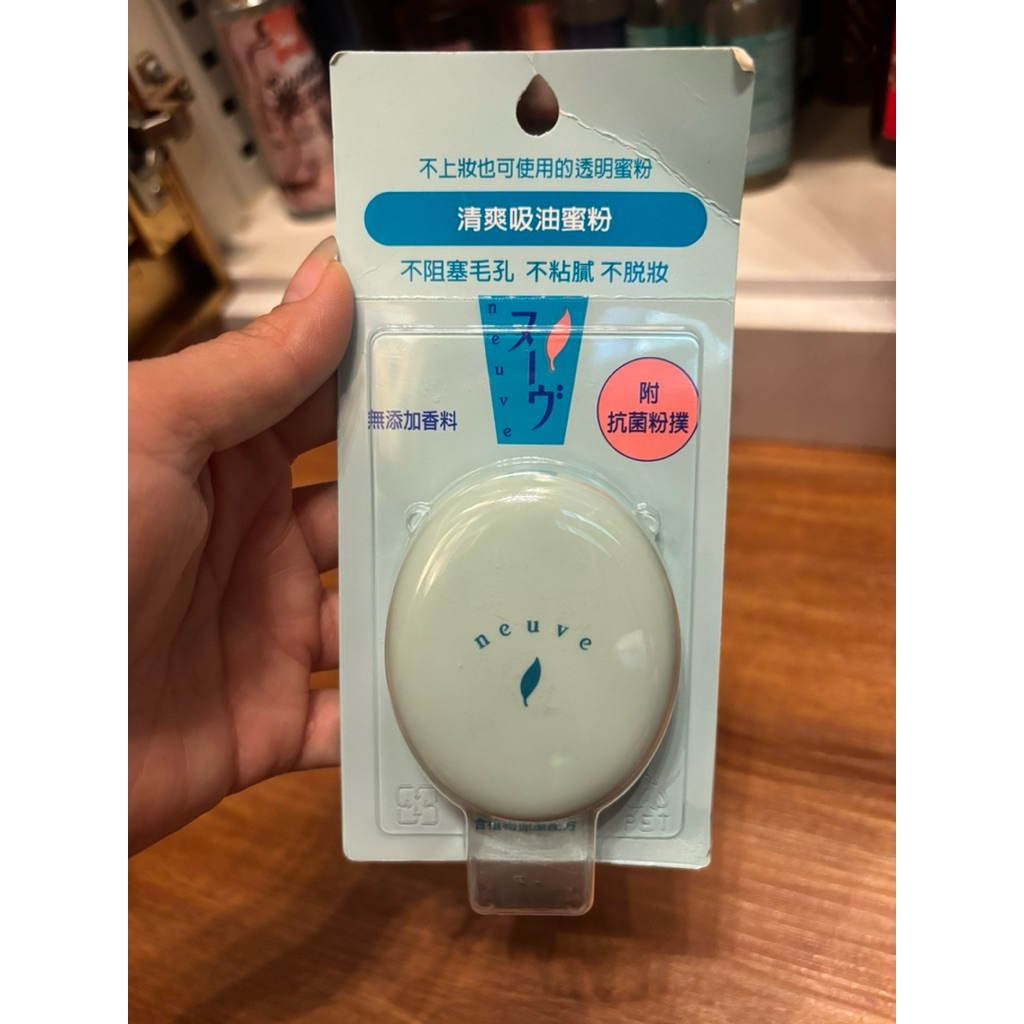 不上妝也可使用的透明蜜粉
清爽吸油蜜粉
不阻塞毛孔 不粘膩 不脫妝
neuve
ヌーヴ
無添加香料
附
抗菌粉撲
neuve
PET